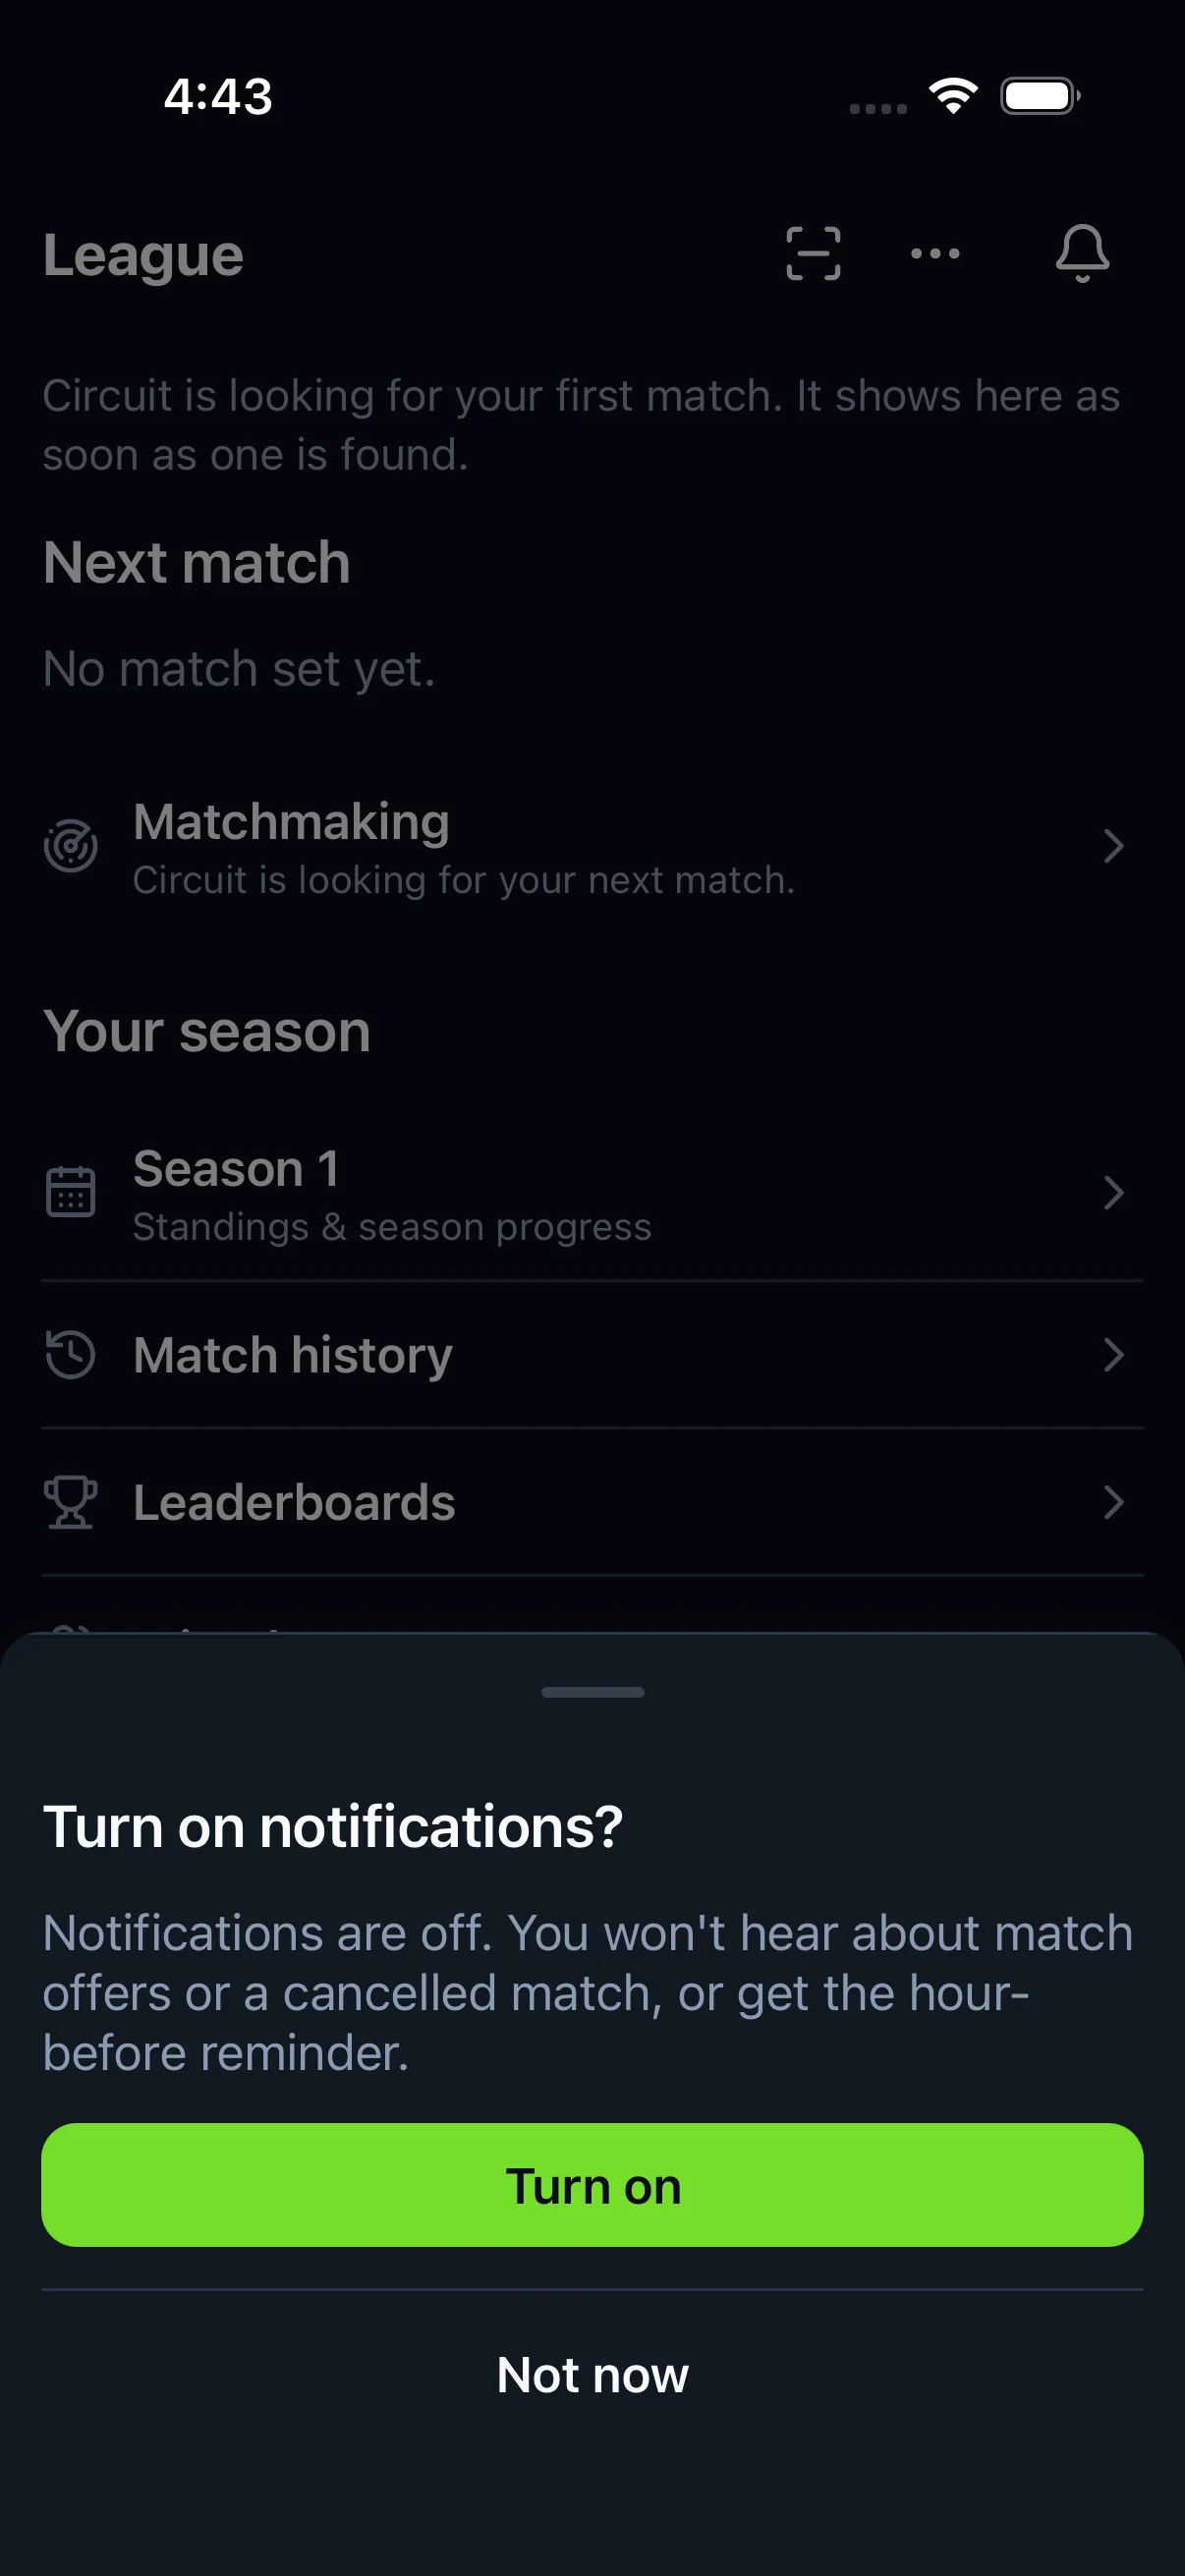 4:43
League
Circuit is looking for your first match. It shows here as
soon as one is found.
Next match
No match set yet.
Matchmaking
Circuit is looking for your next match.
Your season
Season 1
Standings & season progress
Match history
Leaderboards
Turn on notifications?
Notifications are off. You won't hear about match
offers or a cancelled match, or get the hour-
before reminder.
Turn on
Not now